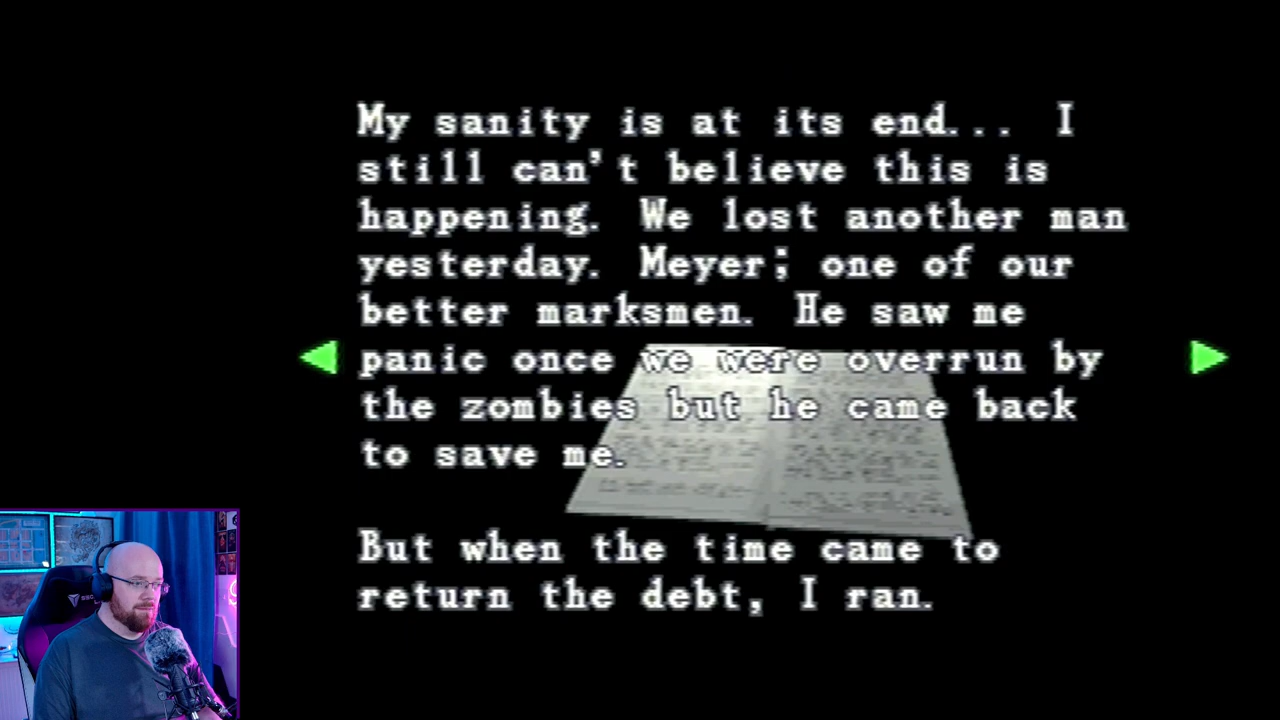 My sanity is at its end... I
still can't believe this is
happening. We lost another man
yesterday. Meyer; one of our
better marksmen. He saw me
panic once we were overrun by
the zombies but he came back
to save me.
But when the time came to
return the debt, I ran.